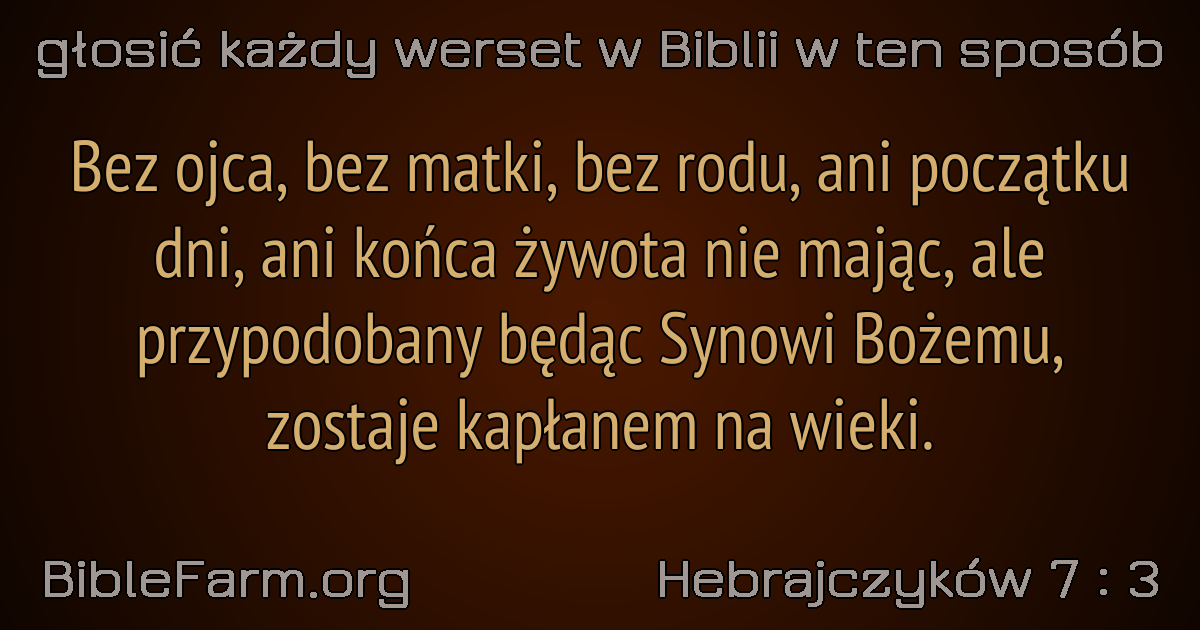 głosić każdy werset w Biblii w ten sposób
Bez ojca, bez matki, bez rodu, ani początku
dni, ani końca żywota nie mając, ale
przypodobany będąc Synowi Bożemu,
zostaje kapłanem na wieki.
BibleFarm.org
Hebrajczyków 7 : 3